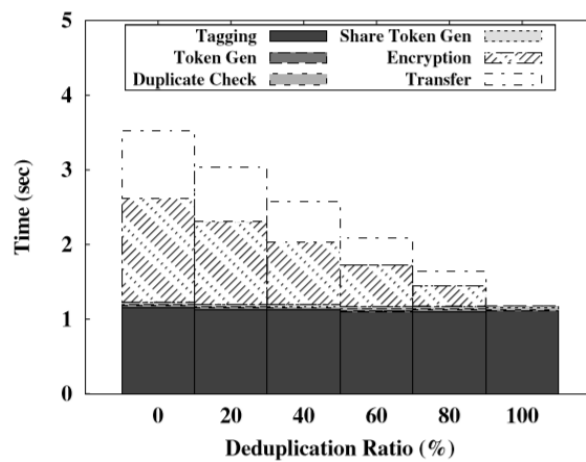 5
Tagging Share Token Gen
Token Gen Encryption
Duplicate Check Transfer
4
3
2
1
0
Time (sec)
0 20 40 60 80 100
Deduplication Ratio (%)